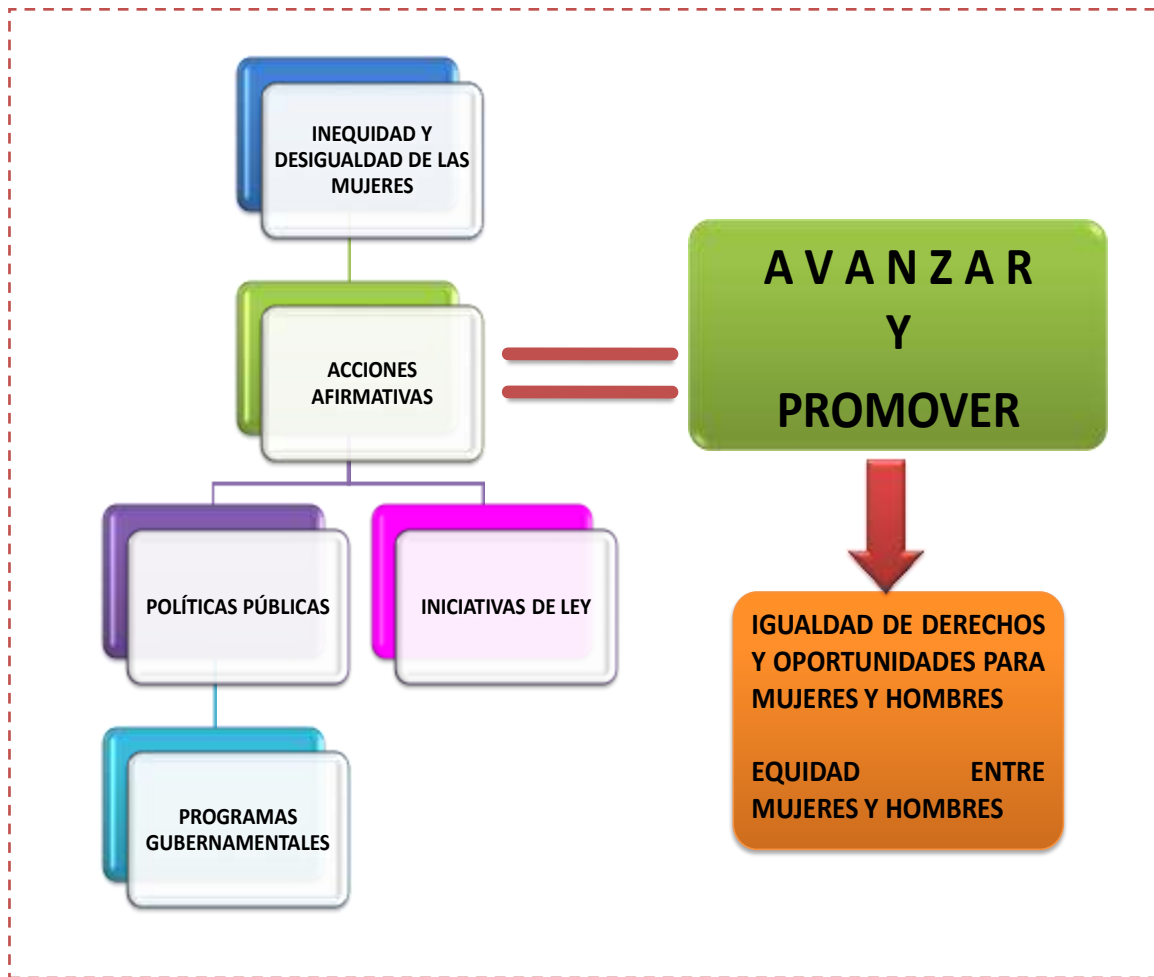 INEQUIDAD Y
DESIGUALDAD DE LAS
MUJERES
ACCIONES
AFIRMATIVAS
POLÍTICAS PÚBLICAS
INICIATIVAS DE LEY
PROGRAMAS
GUBERNAMENTALES
A V A N Z A R
Y
PROMOVER
IGUALDAD DE DERECHOS
Y OPORTUNIDADES PARA
MUJERES Y HOMBRES
EQUIDAD ENTRE
MUJERES Y HOMBRES